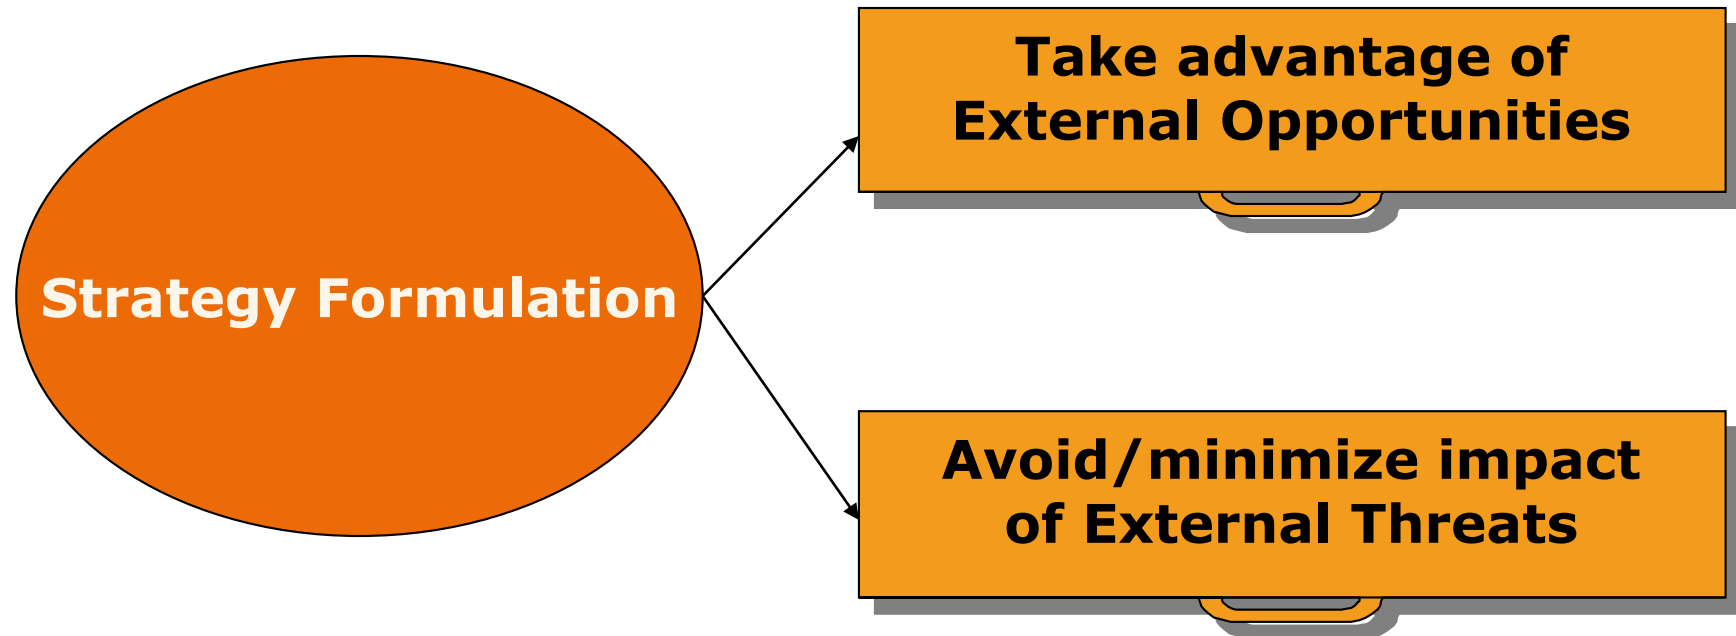 Take advantage of
External Opportunities
Strategy Formulation
Avoid/minimize impact
of External Threats